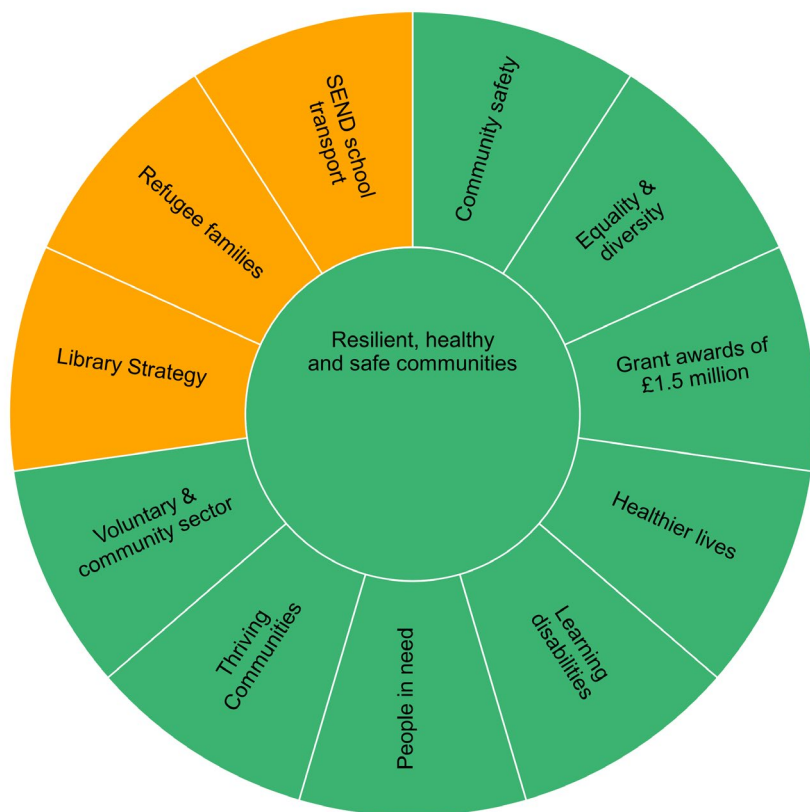 Resilient, healthy
and safe communities
Community safety
Equality &
diversity
Grant awards of
£1.5 million
Healthier lives
Learning
disabilities
People in need
Thriving
Communities
Voluntary &
community sector
Library Strategy
Refugee families
SEND school
transport